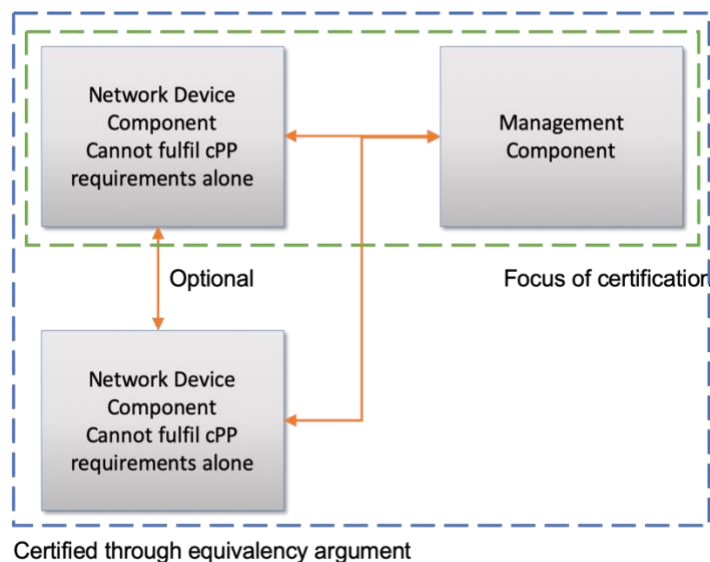 Network Device
Component
Cannot fulfil cPP
requirements alone
Management
Component
Optional
Focus of certification
Network Device
Component
Cannot fulfil cPP
requirements alone
Certified through equivalency argument